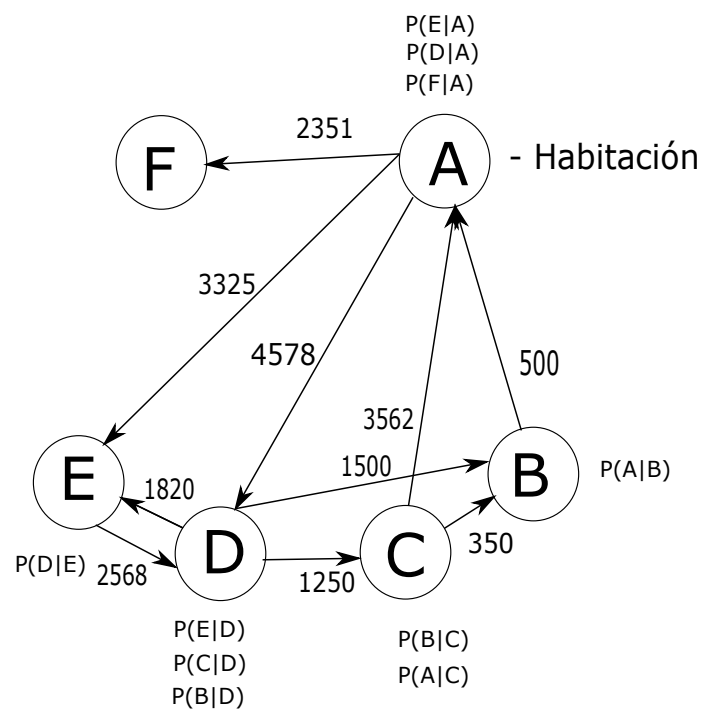 P(E|A)
P(D|A)
P(F|A)
2351
F
A
- Habitación
3325
4578
500
3562
1500
E
1820
B
P(A|B)
D
C
350
P(D|E)
2568
1250
P(E|D)
P(C|D)
P(B|D)
P(B|C)
P(A|C)